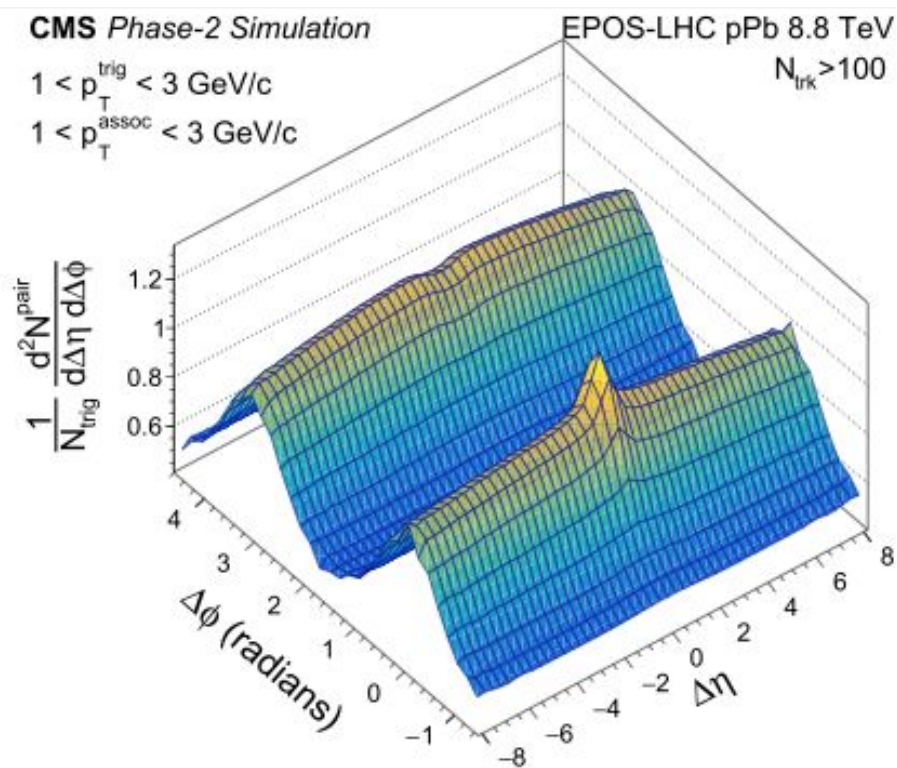 CMS Phase-2 Simulation
EPOS-LHC pPb 8.8 TeV
N_trk>100
1 < p_T^trig < 3 GeV/c
1 < p_T^assoc < 3 GeV/c
1/N_trig d²N^pair/dΔη dΔϕ
1.2
1
0.8
0.6
4
3
2
1
0
−1
Δϕ (radians)
−8
−6
−4
−2
0
2
4
6
8
Δη